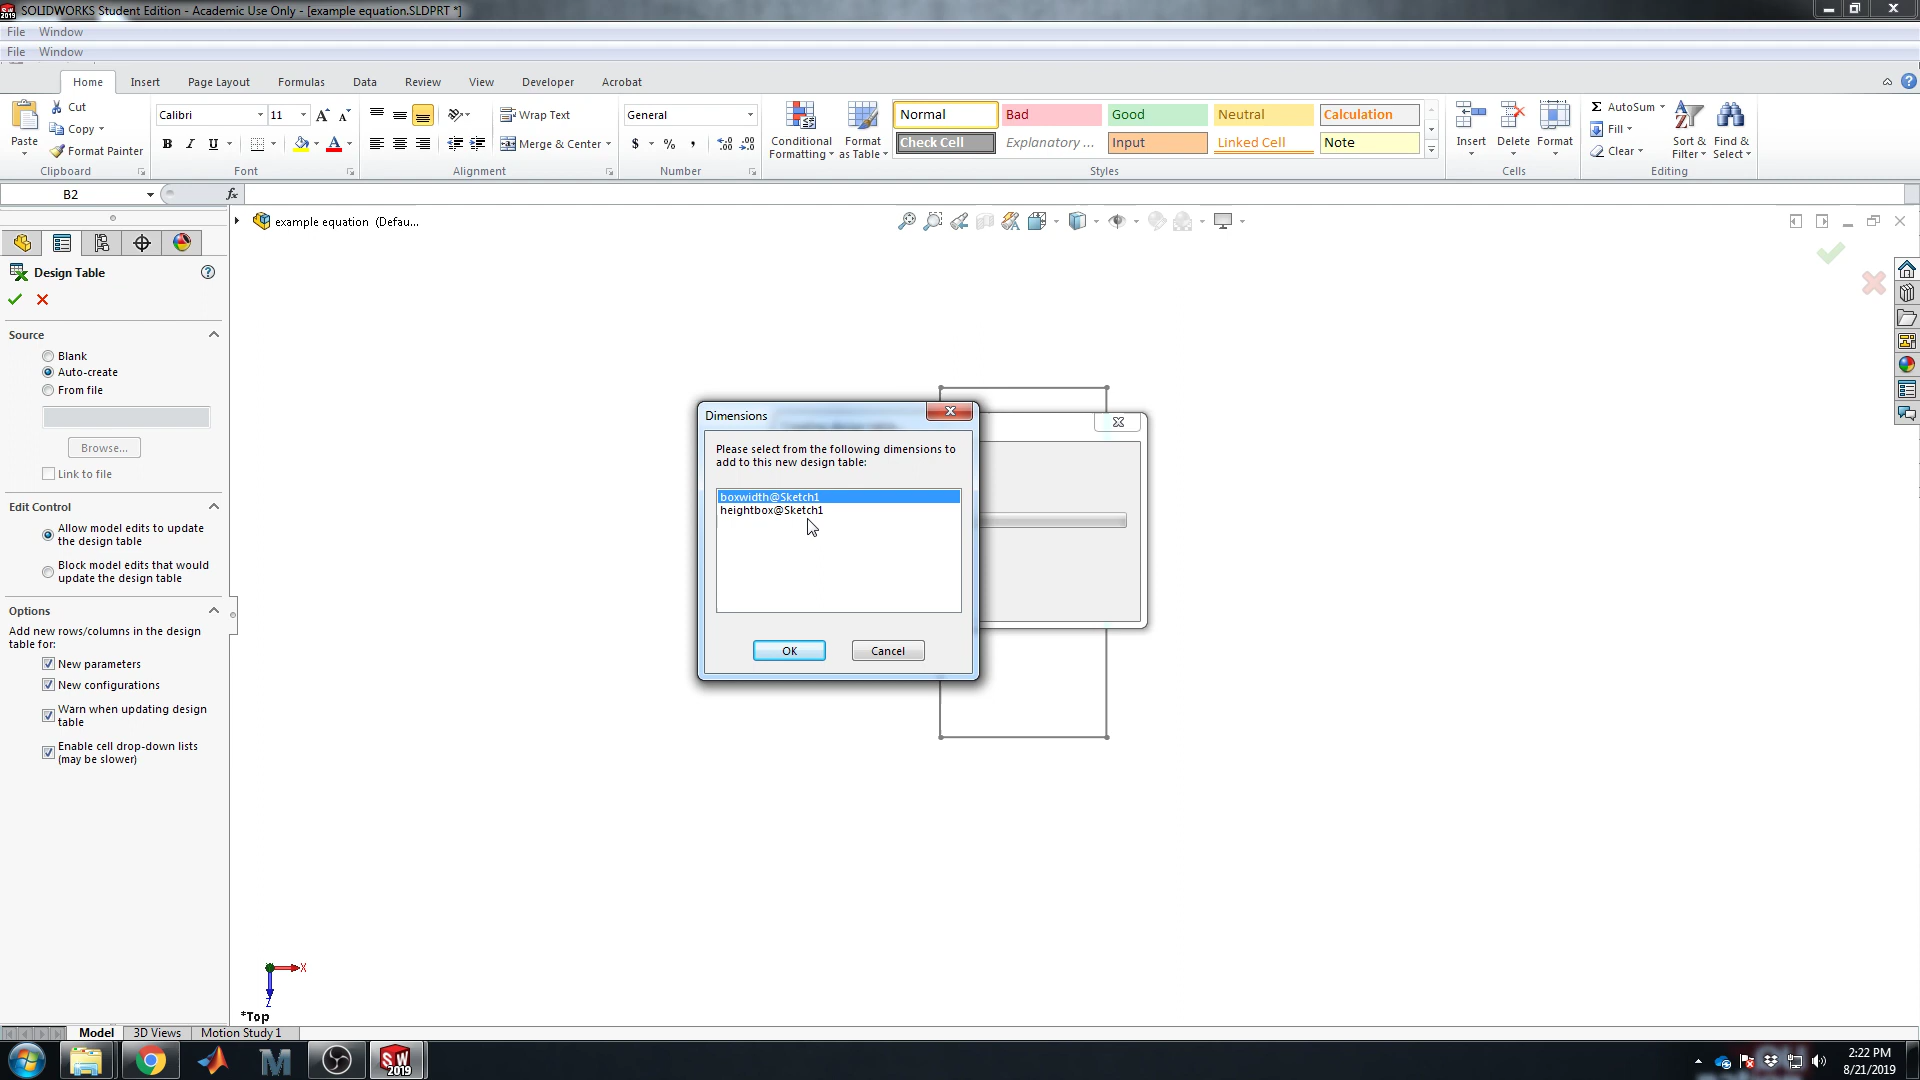 SOLIDWORKS Student Edition - Academic Use Only - [example equation.SLDPRT *]
File Window
File Window
Home Insert Page Layout Formulas Data Review View Developer Acrobat
Paste
Cut
Copy
Format Painter
Clipboard
Calibri 11
B I U
Font
Wrap Text
Merge & Center
Alignment
General
$ % ,
Number
Conditional Formatting
Format as Table
Normal Bad Good Neutral Calculation
Check Cell Explanatory ... Input Linked Cell Note
Styles
Insert Delete Format
Cells
AutoSum
Fill
Clear
Sort & Filter
Find & Select
Editing
B2
fx
example equation (Defau...
Design Table
Source
Blank
Auto-create
From file
Browse...
Link to file
Edit Control
Allow model edits to update
the design table
Block model edits that would
update the design table
Options
Add new rows/columns in the design
table for:
New parameters
New configurations
Warn when updating design
table
Enable cell drop-down lists
(may be slower)
Dimensions
Please select from the following dimensions to
add to this new design table:
boxwidth@Sketch1
heightbox@Sketch1
OK Cancel
X
Z
*Top
Model 3D Views Motion Study 1
SW
2019
2:22 PM
8/21/2019